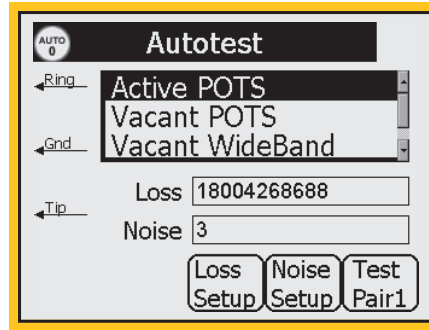 AUTO
0
Autotest
Ring
Active POTS
Vacant POTS
Gnd
Vacant WideBand
Loss 18004268688
Tip
Noise 3
Loss Setup
Noise Setup
Test Pair1